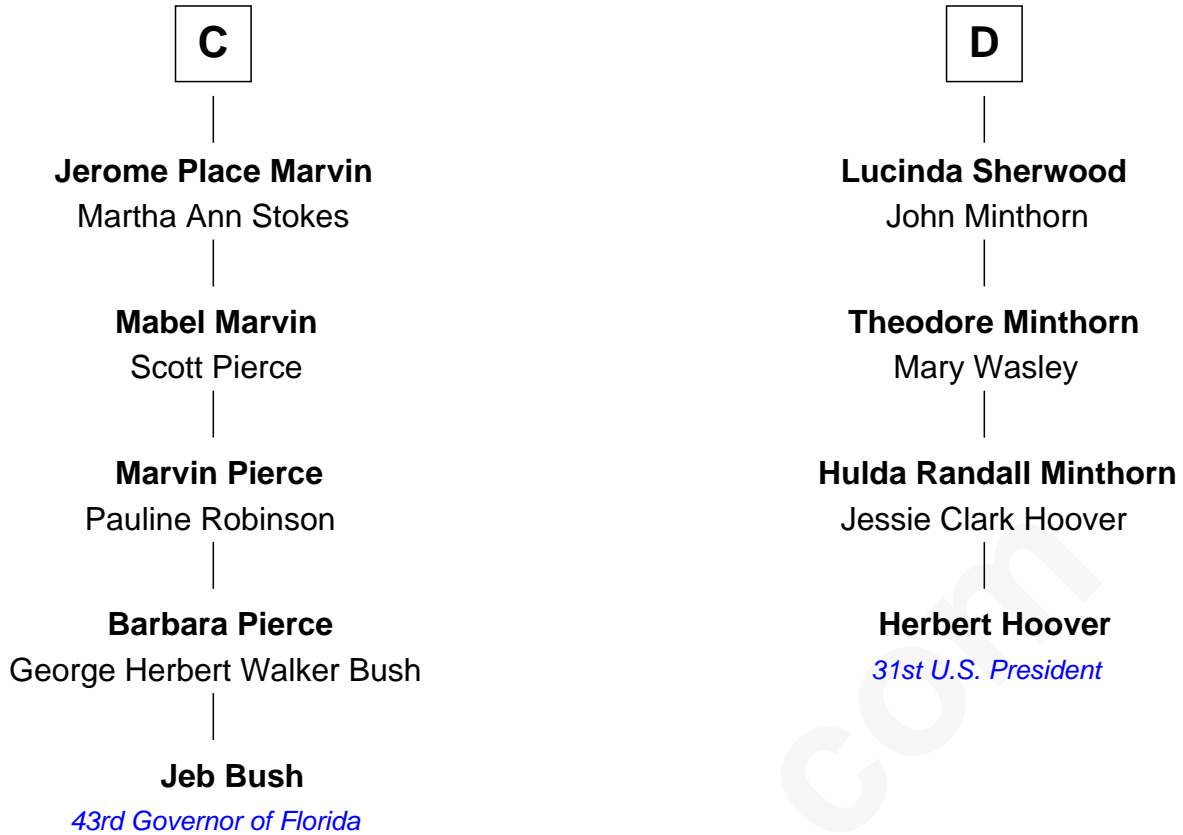 C
Jerome Place Marvin
Martha Ann Stokes
Mabel Marvin
Scott Pierce
Marvin Pierce
Pauline Robinson
Barbara Pierce
George Herbert Walker Bush
Jeb Bush
43rd Governor of Florida
D
Lucinda Sherwood
John Minthorn
Theodore Minthorn
Mary Wasley
Hulda Randall Minthorn
Jessie Clark Hoover
Herbert Hoover
31st U.S. President
com